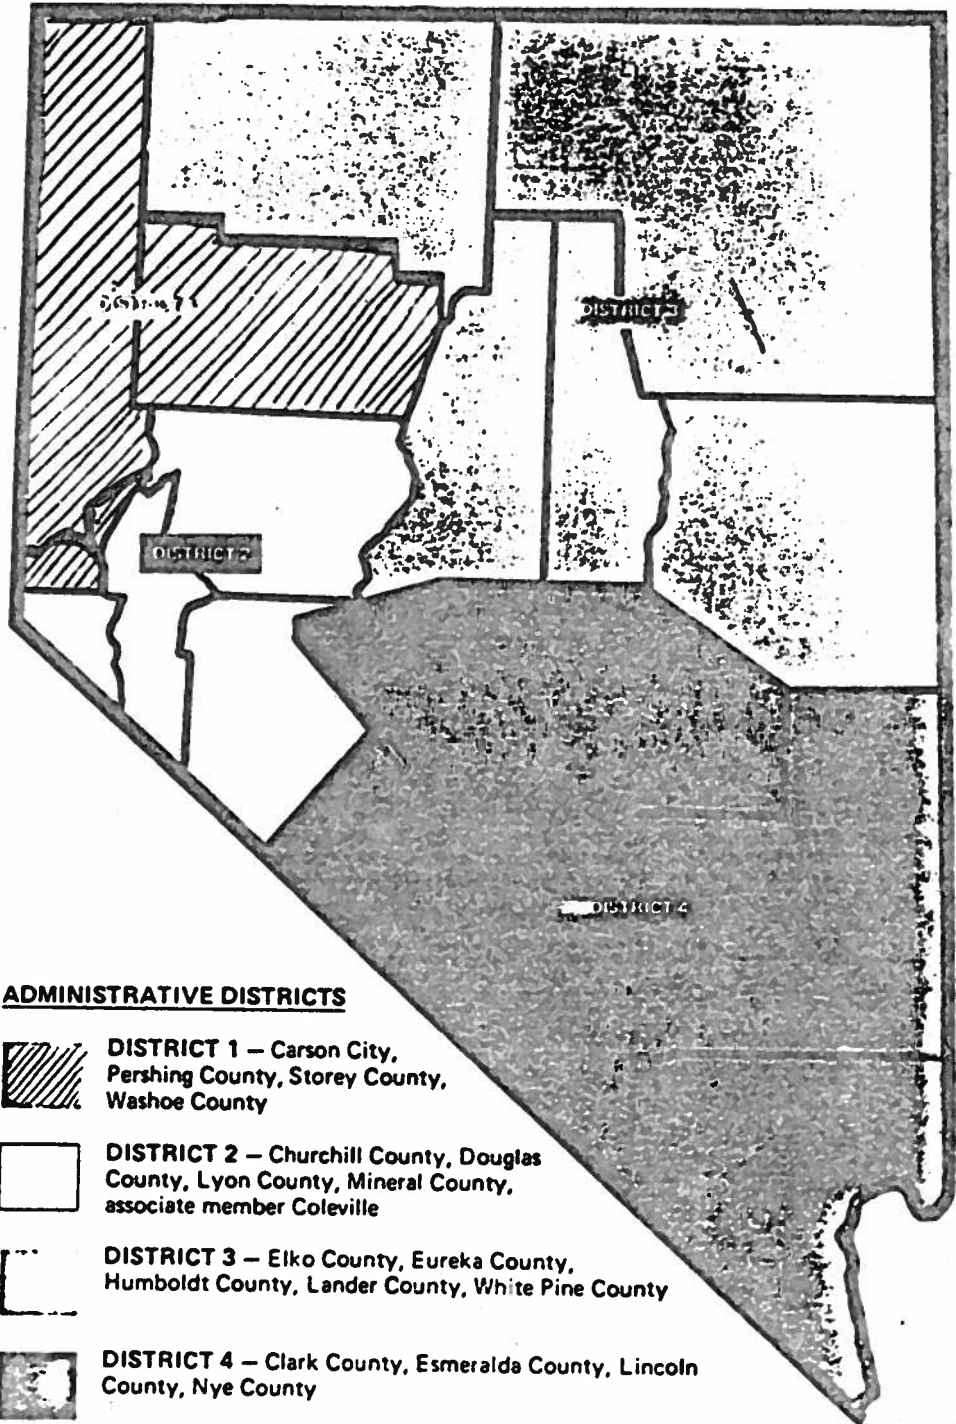 DISTRICT 3
DISTRICT 2
DISTRICT 4
ADMINISTRATIVE DISTRICTS
DISTRICT 1 – Carson City,
Pershing County, Storey County,
Washoe County
DISTRICT 2 – Churchill County, Douglas
County, Lyon County, Mineral County,
associate member Coleville
DISTRICT 3 – Elko County, Eureka County,
Humboldt County, Lander County, White Pine County
DISTRICT 4 – Clark County, Esmeralda County, Lincoln
County, Nye County